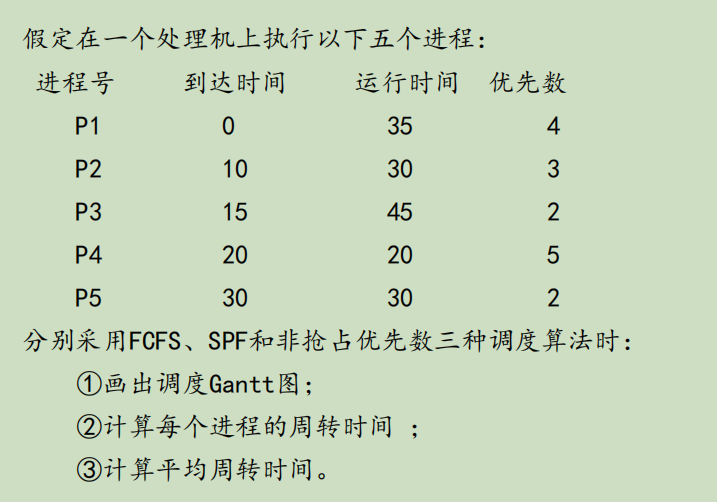 假定在一个处理机上执行以下五个进程：
进程号 到达时间 运行时间 优先数
P1 0 35 4
P2 10 30 3
P3 15 45 2
P4 20 20 5
P5 30 30 2
分别采用FCFS、SPF和非抢占优先数三种调度算法时：
①画出调度Gantt图；
②计算每个进程的周转时间 ；
③计算平均周转时间。